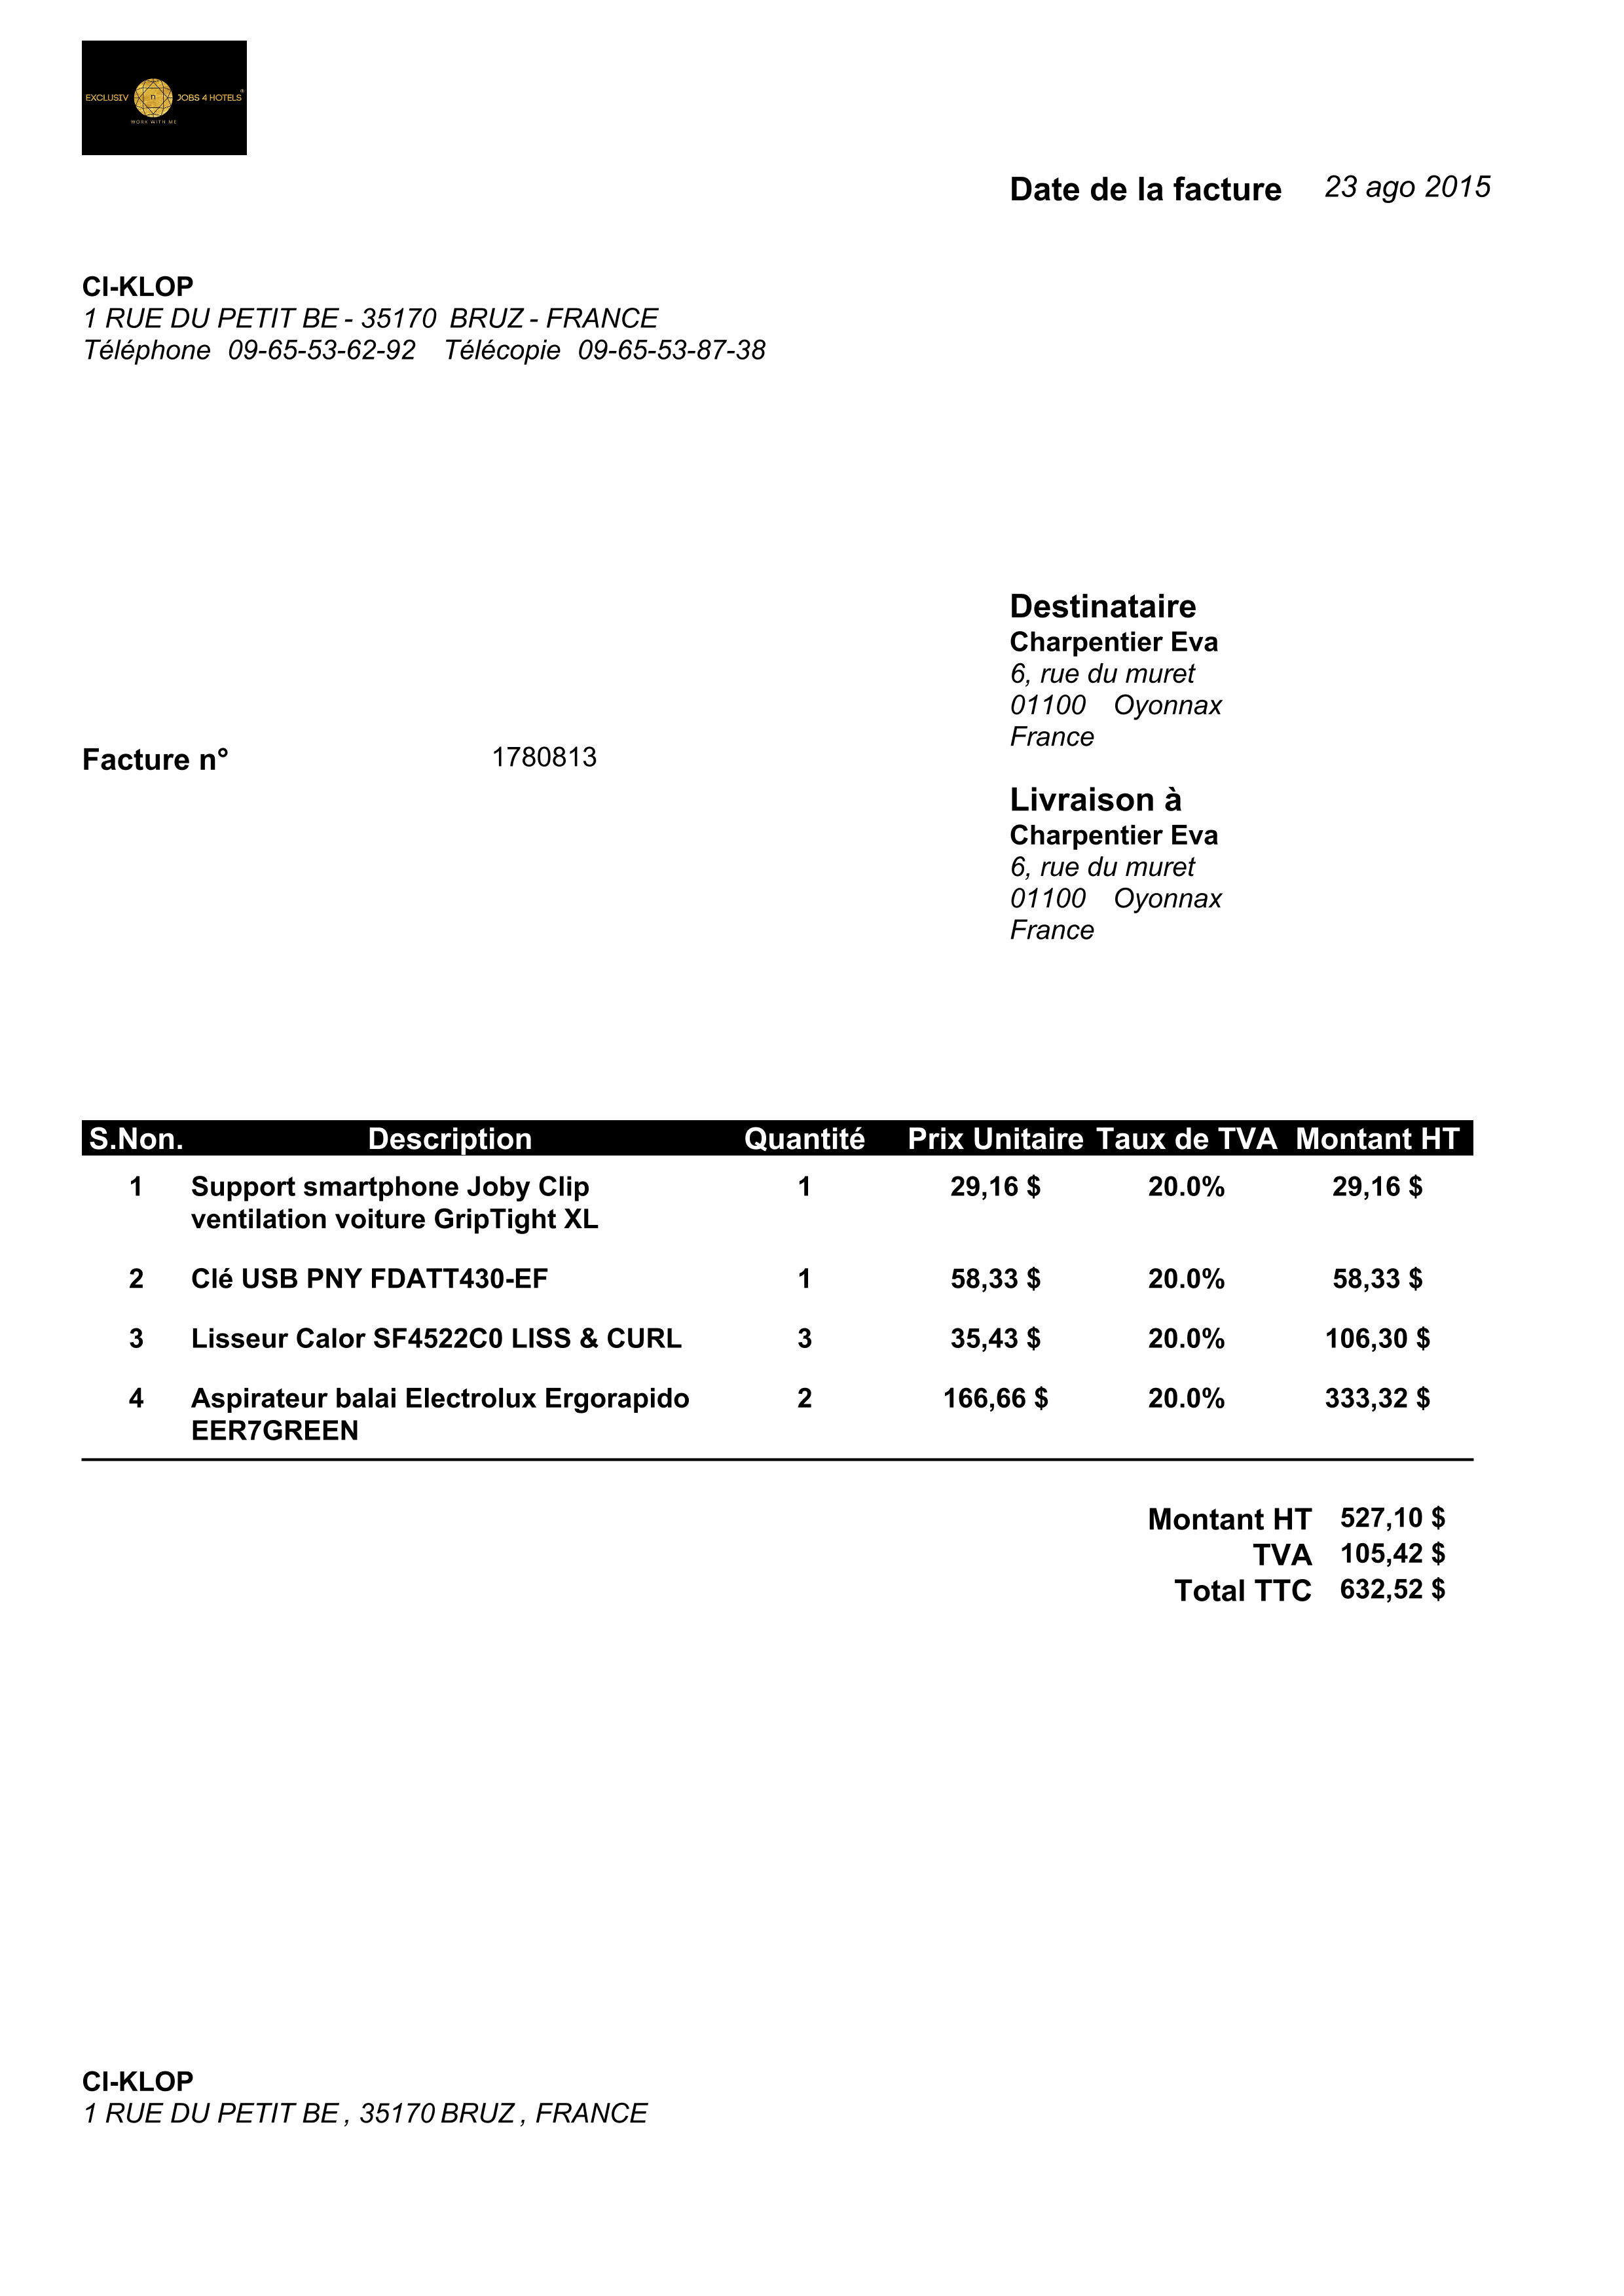 EXCLUSIV n JOBS 4 HOTELS
WORK WITH ME
Date de la facture 23 ago 2015
CI-KLOP
1 RUE DU PETIT BE - 35170 BRUZ - FRANCE
Téléphone 09-65-53-62-92 Télécopie 09-65-53-87-38
Destinataire
Charpentier Eva
6, rue du muret
01100 Oyonnax
France
Facture n° 1780813
Livraison à
Charpentier Eva
6, rue du muret
01100 Oyonnax
France
S.Non. Description Quantité Prix Unitaire Taux de TVA Montant HT
1 Support smartphone Joby Clip 1 29,16 $ 20.0% 29,16 $
ventilation voiture GripTight XL
2 Clé USB PNY FDATT430-EF 1 58,33 $ 20.0% 58,33 $
3 Lisseur Calor SF4522C0 LISS & CURL 3 35,43 $ 20.0% 106,30 $
4 Aspirateur balai Electrolux Ergorapido 2 166,66 $ 20.0% 333,32 $
EER7GREEN
Montant HT 527,10 $
TVA 105,42 $
Total TTC 632,52 $
CI-KLOP
1 RUE DU PETIT BE , 35170 BRUZ , FRANCE